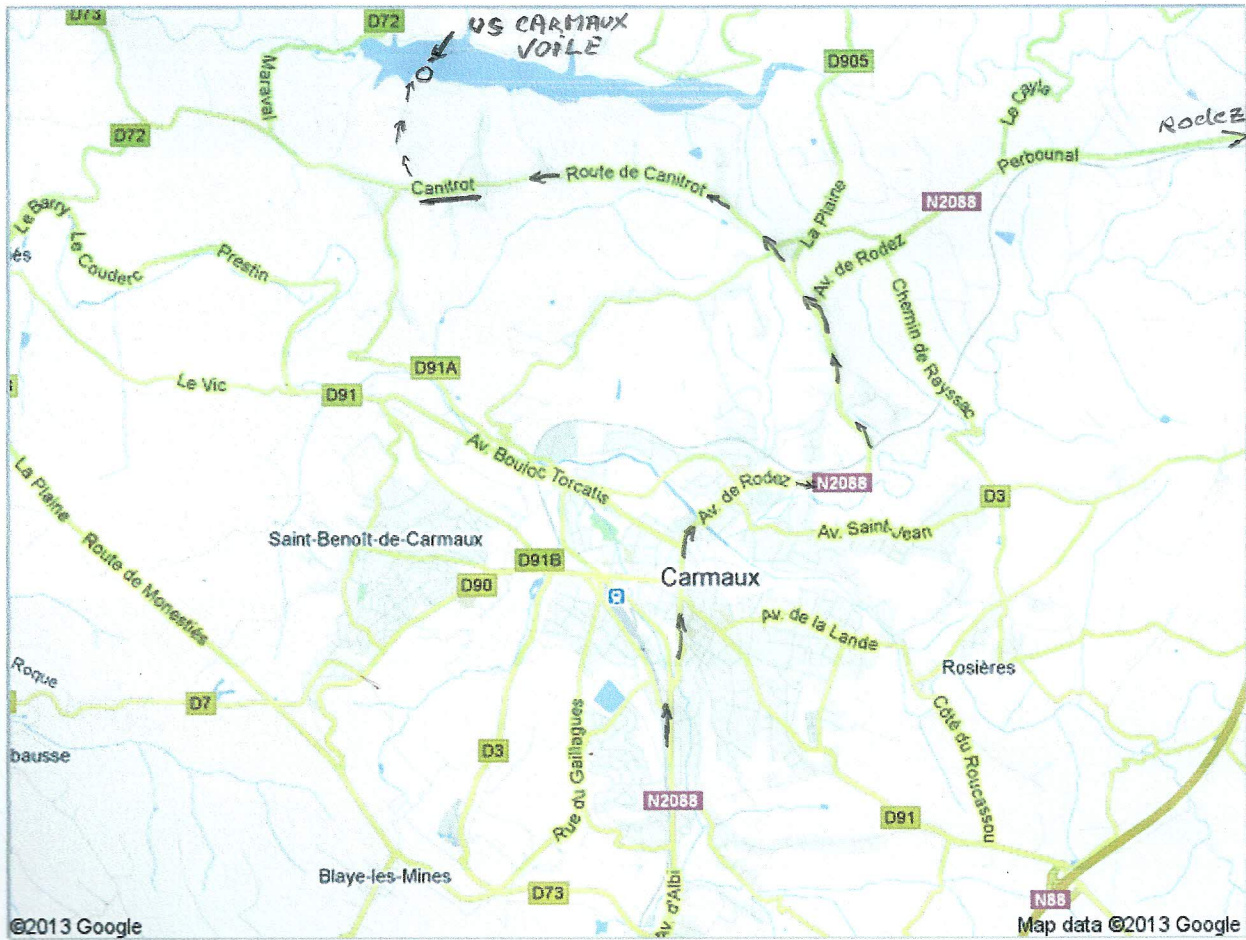 D73
D72
US CARMAUX
VOILE
D905
Maraval
Le Cayla
Rodez
D72
Perbounal
Canitrot
Route de Canitrot
La Plaine
N2088
Le Barry
Le Couderc
Prestin
Av. de Rodez
és
Chemin de Rayssac
D91A
Le Vic
D91
Av. Bouloc Torcatis
La Plaine
Av. de Rodez
N2088
D3
Av. Saint-Jean
Saint-Benoît-de-Carmaux
Route de Monestiés
D91B
D90
Carmaux
Av. de la Lande
Roque
Rosières
D7
Côté du Roucassou
D3
Rue du Gaillagues
bausse
N2088
D91
Blaye-les-Mines
D73
Av. d'Albi
N88
©2013 Google
Map data ©2013 Google